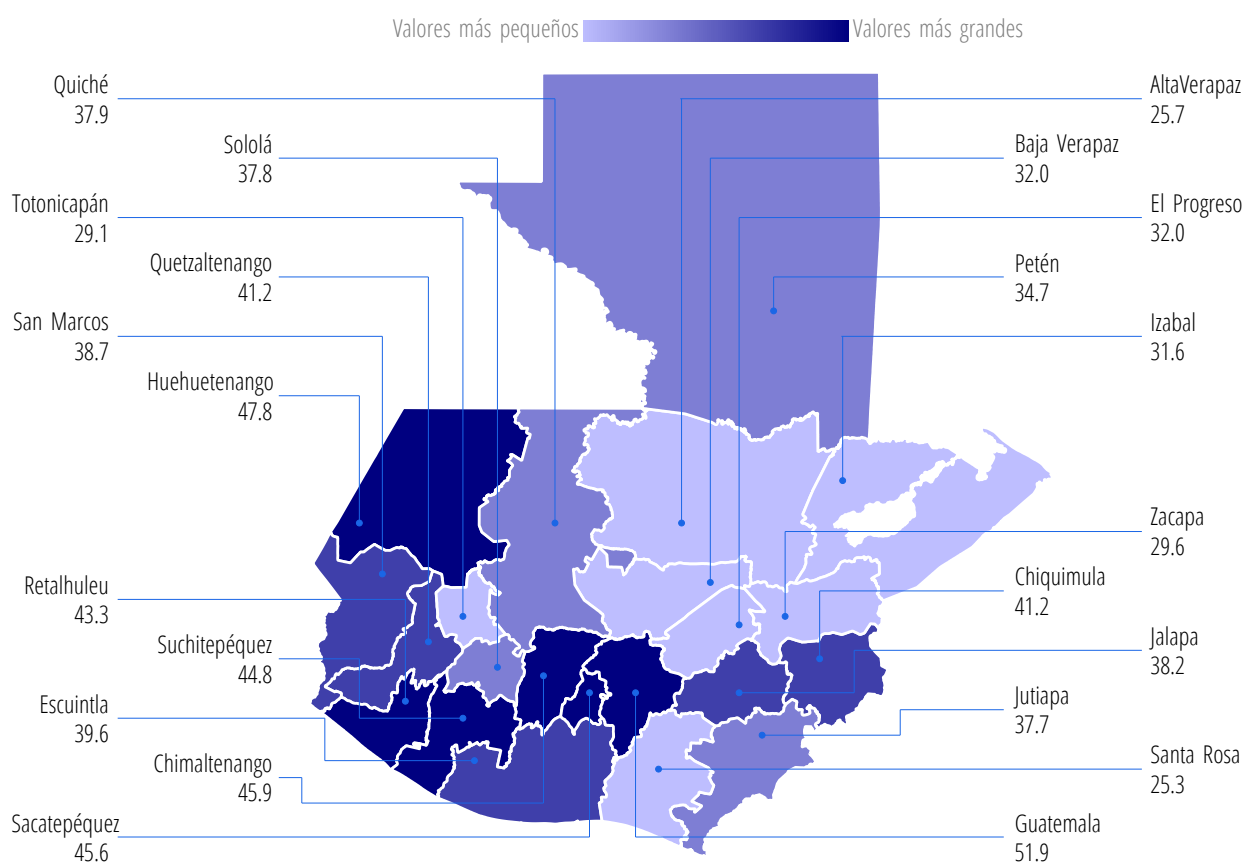 Valores más pequeños
Valores más grandes
Quiché
37.9
Sololá
37.8
Totonicapán
29.1
Quetzaltenango
41.2
San Marcos
38.7
Huehuetenango
47.8
Retalhuleu
43.3
Suchitepéquez
44.8
Escuintla
39.6
Chimaltenango
45.9
Sacatepéquez
45.6
AltaVerapaz
25.7
Baja Verapaz
32.0
El Progreso
32.0
Petén
34.7
Izabal
31.6
Zacapa
29.6
Chiquimula
41.2
Jalapa
38.2
Jutiapa
37.7
Santa Rosa
25.3
Guatemala
51.9